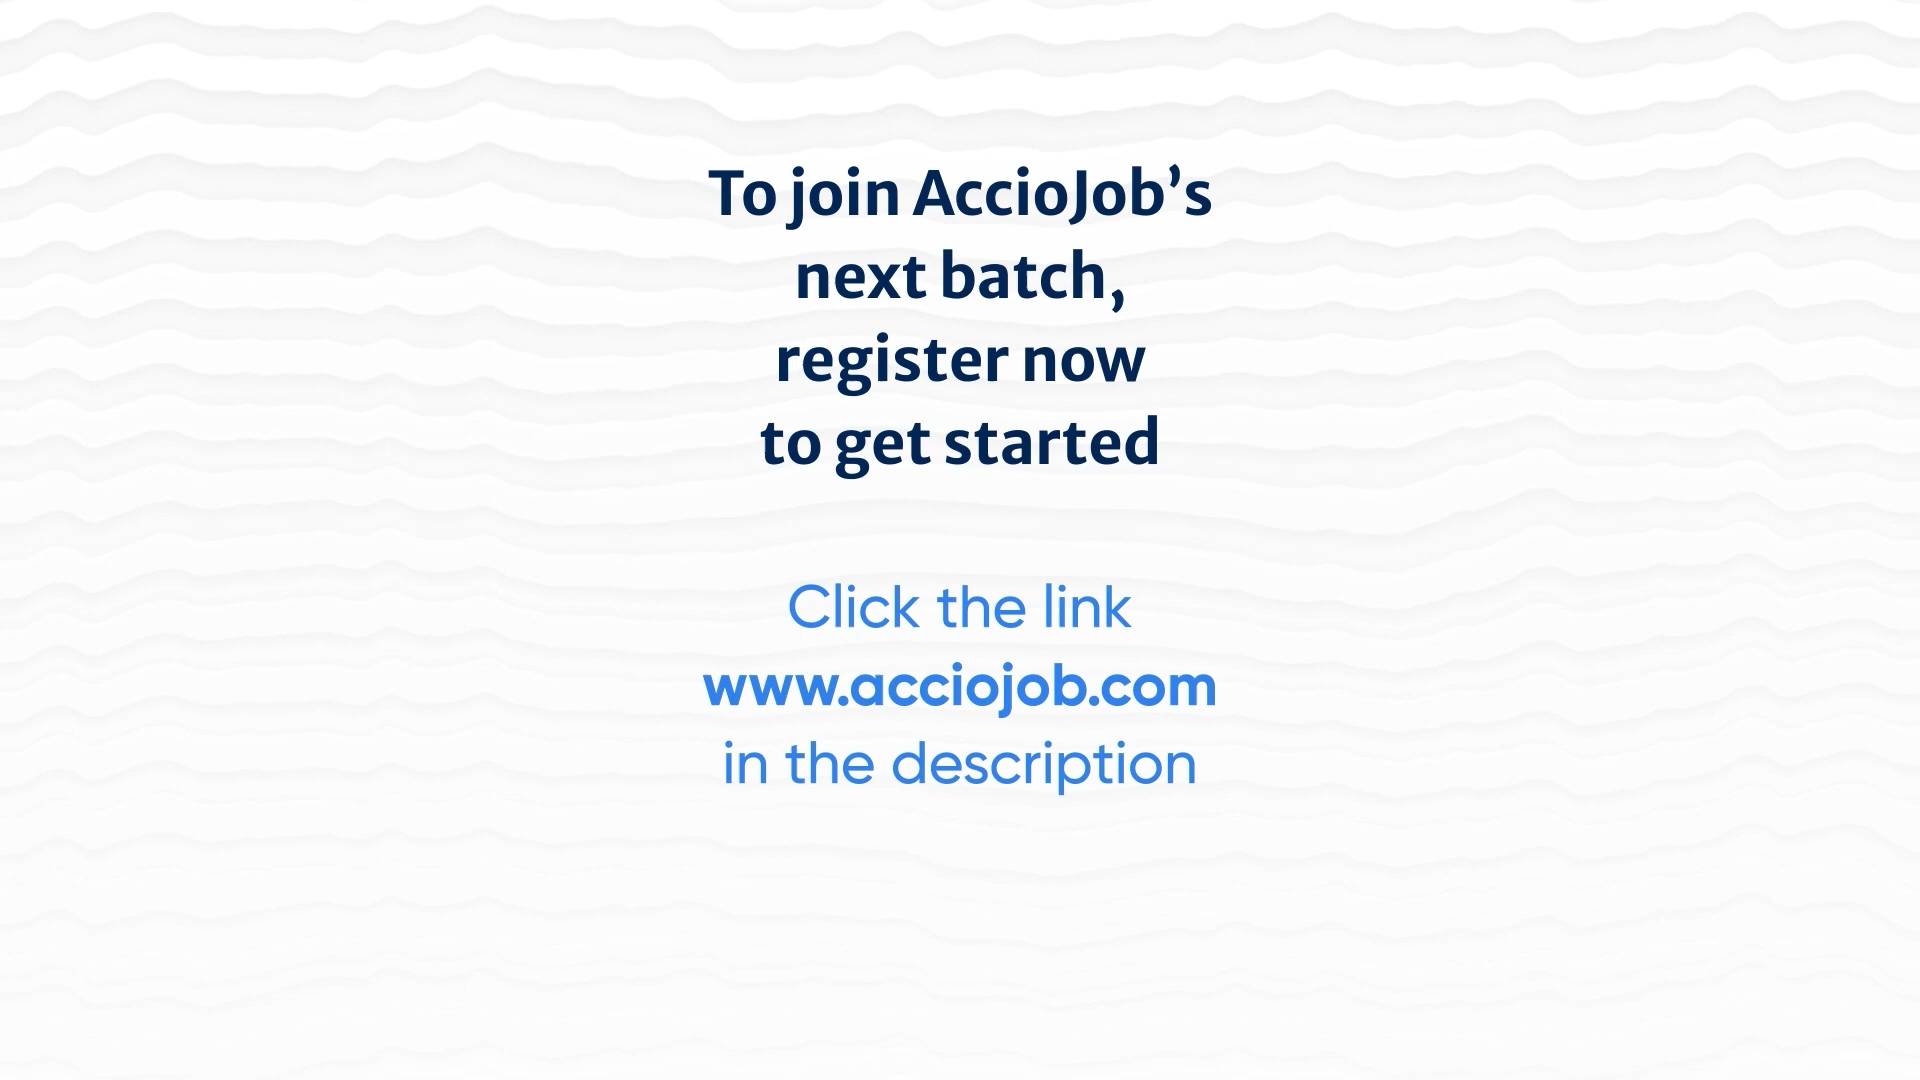 To join AccioJob’s
next batch,
register now
to get started
Click the link
www.acciojob.com
in the description